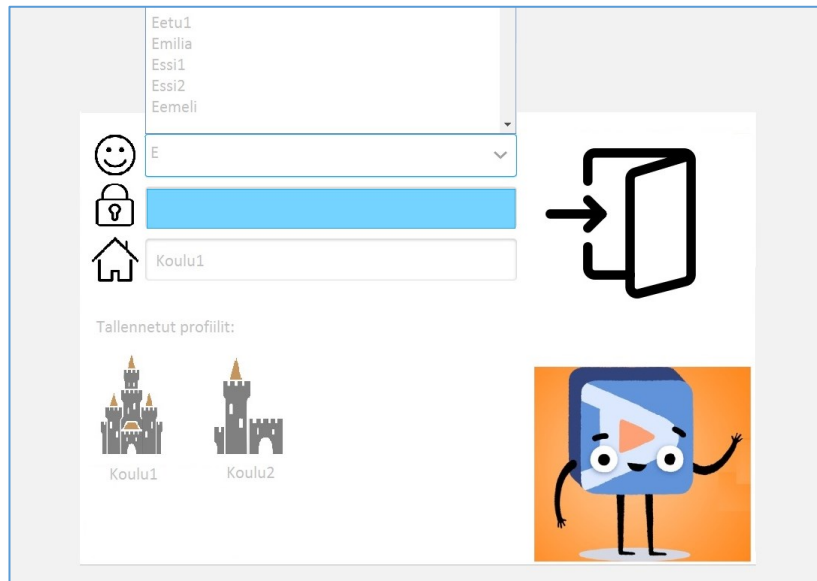 Eetu1
Emilia
Essi1
Essi2
Eemeli
E
Koulu1
Tallennetut profiilit:
Koulu1
Koulu2